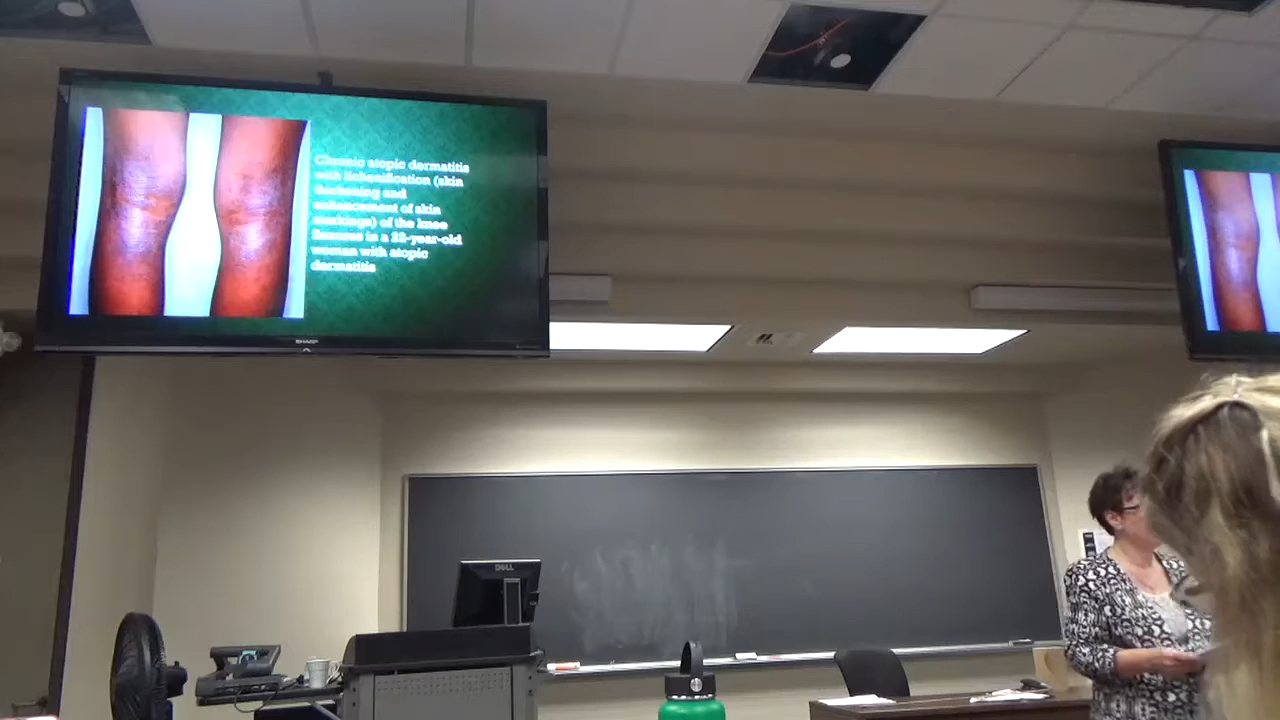 Chronic atopic dermatitis
with lichenification (skin
thickening and
enhancement of skin
markings) of the knee
flexures in a 22-year-old
woman with atopic
dermatitis
SHARP
DELL